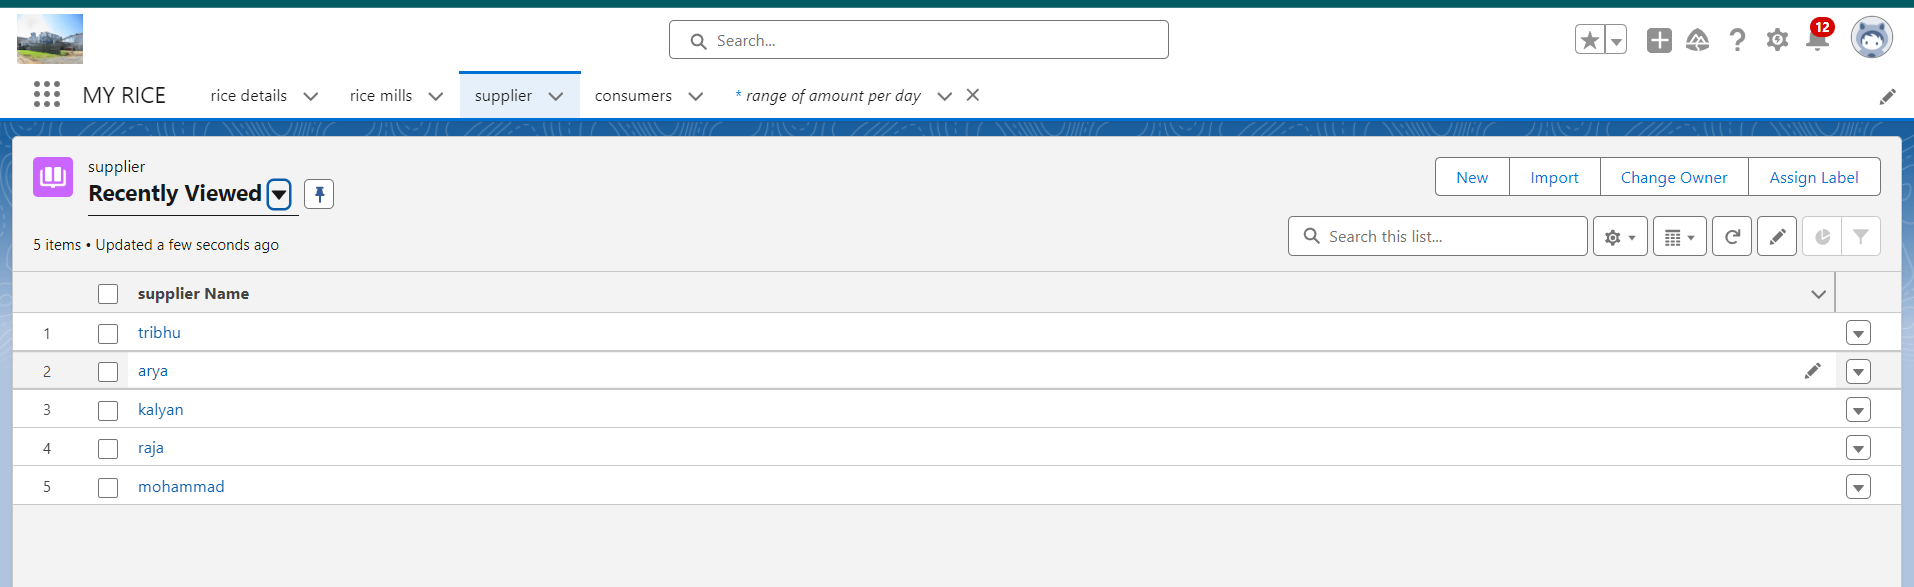 Search...
12
MY RICE
rice details
rice mills
supplier
consumers
* range of amount per day
supplier
Recently Viewed
New
Import
Change Owner
Assign Label
5 items • Updated a few seconds ago
Search this list...
supplier Name
1 tribhu
2 arya
3 kalyan
4 raja
5 mohammad